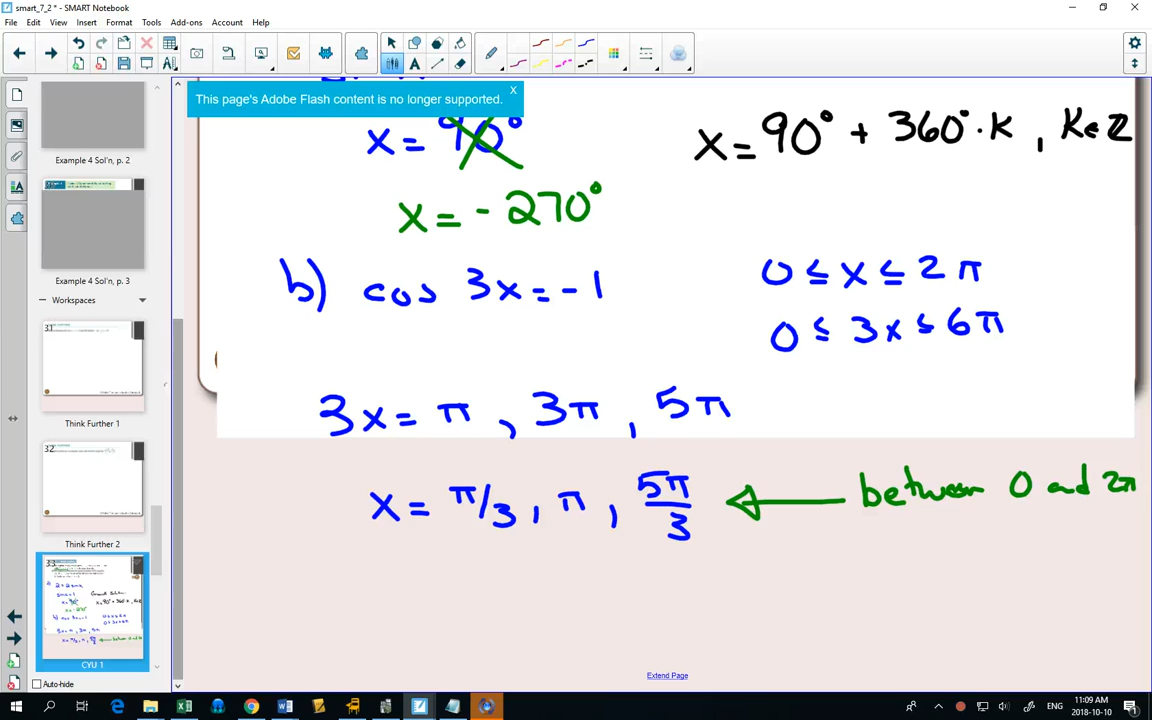 smart_7_2 * - SMART Notebook
File Edit View Insert Format Tools Add-ons Account Help
This page's Adobe Flash content is no longer supported. X
x = 90°
x = 90° + 360°·K , K∈Z
x = -270°
b) cos 3x = -1
0 ≤ x ≤ 2π
0 ≤ 3x ≤ 6π
3x = π , 3π , 5π
x = π/3 , π , 5π/3
between 0 and 2π
Extend Page
Example 4 Sol'n, p. 2
Example 4 Sol'n, p. 3
Workspaces
31
Think Further 1
32
Think Further 2
33
CYU 1
Auto-hide
ENG
11:09 AM
2018-10-10